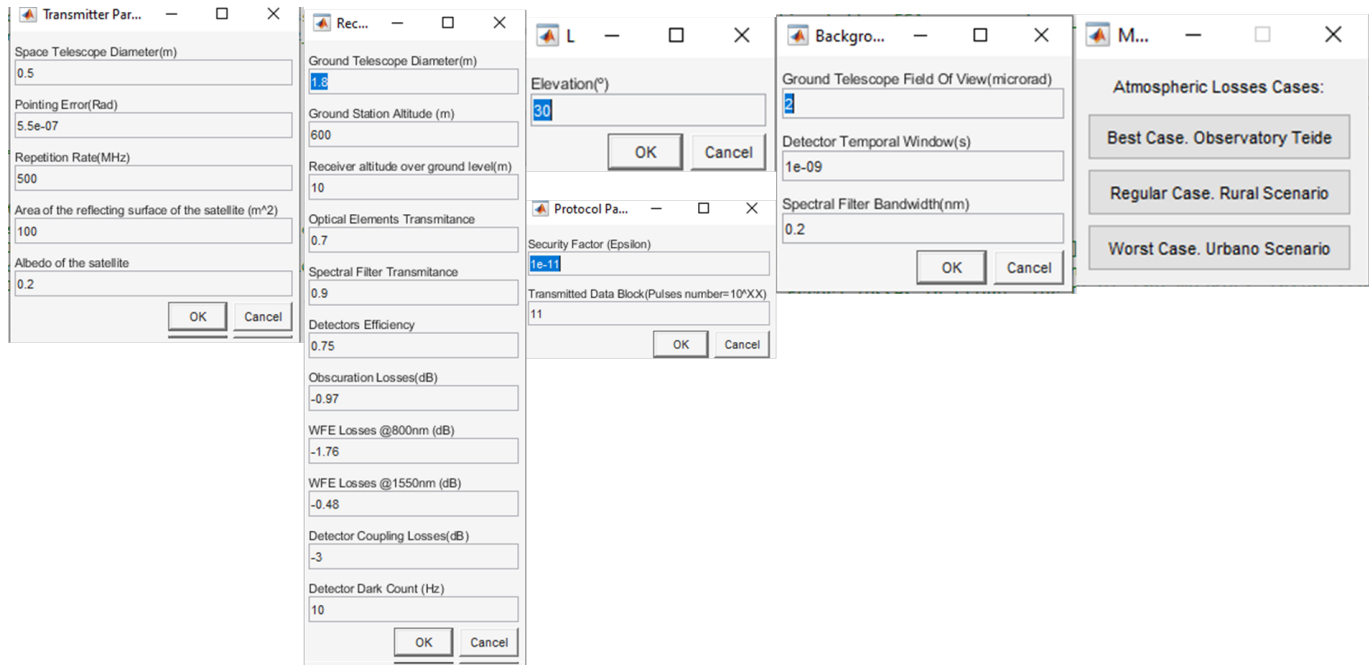 Transmitter Par...
Space Telescope Diameter(m)
0.5
Pointing Error(Rad)
5.5e-07
Repetition Rate(MHz)
500
Area of the reflecting surface of the satellite (m^2)
100
Albedo of the satellite
0.2
OK
Cancel
Rec...
Ground Telescope Diameter(m)
1.8
Ground Station Altitude (m)
600
Receiver altitude over ground level(m)
10
Optical Elements Transmitance
0.7
Spectral Filter Transmitance
0.9
Detectors Efficiency
0.75
Obscuration Losses(dB)
-0.97
WFE Losses @800nm (dB)
-1.76
WFE Losses @1550nm (dB)
-0.48
Detector Coupling Losses(dB)
-3
Detector Dark Count (Hz)
10
OK
Cancel
L
Elevation(º)
30
OK
Cancel
Protocol Pa...
Security Factor (Epsilon)
1e-11
Transmitted Data Block(Pulses number=10^XX)
11
OK
Cancel
Backgro...
Ground Telescope Field Of View(microrad)
2
Detector Temporal Window(s)
1e-09
Spectral Filter Bandwidth(nm)
0.2
OK
Cancel
M...
Atmospheric Losses Cases:
Best Case. Observatory Teide
Regular Case. Rural Scenario
Worst Case. Urbano Scenario